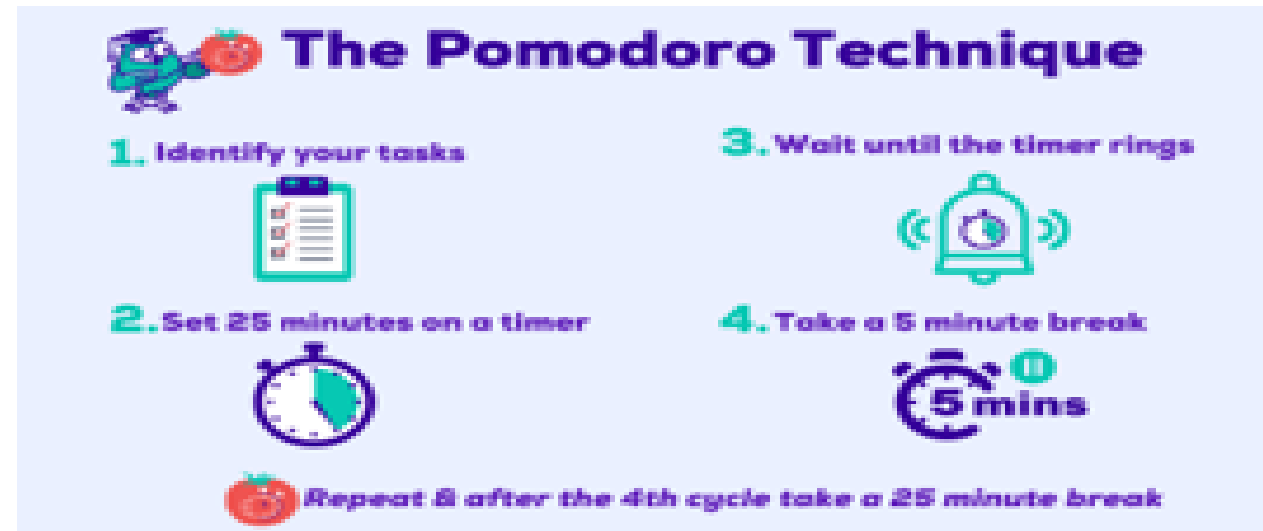 The Pomodoro Technique
1. Identify your tasks
2. Set 25 minutes on a timer
3. Wait until the timer rings
4. Take a 5 minute break
5 mins
Repeat & after the 4th cycle take a 25 minute break